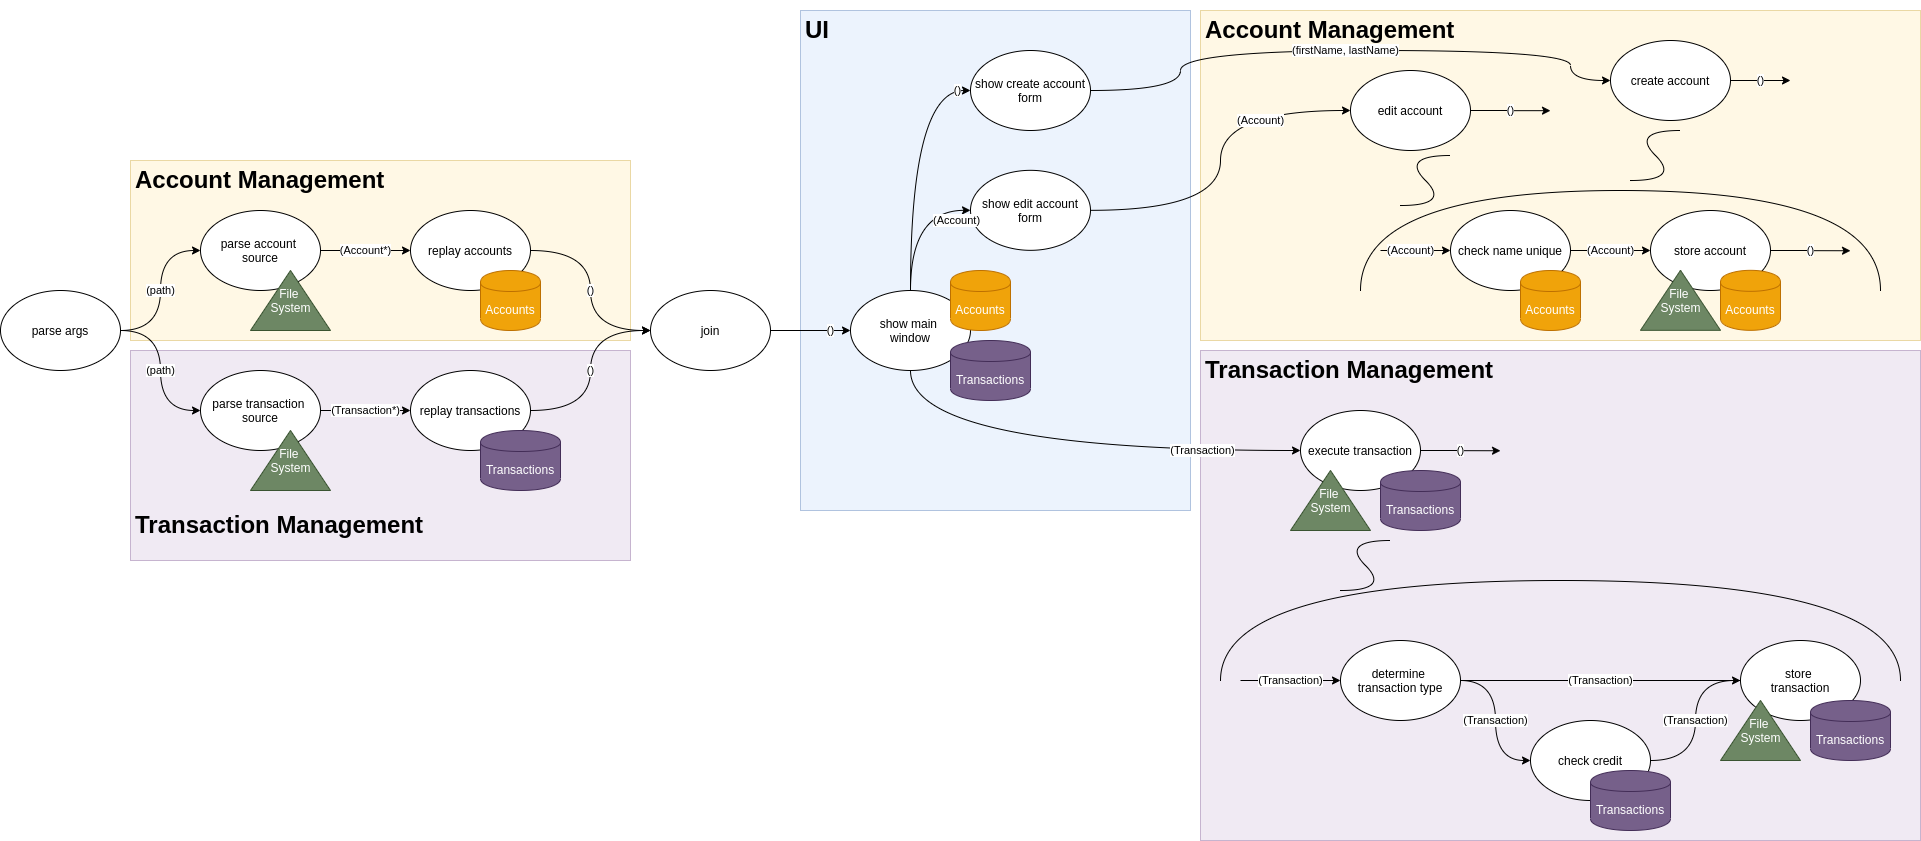 UI
Account Management
(firstName, lastName)
show create account
form
()
create account
()
edit account
()
(Account)
Account Management
show edit account
form
(Account)
parse account
source
(Account*)
replay accounts
(path)
()
File
System
Accounts
check name unique
(Account)
(Account)
store account
()
Accounts
File
System
Accounts
parse args
join
()
show main
window
Accounts
Transactions
(path)
()
parse transaction
source
(Transaction*)
replay transactions
File
System
Transactions
Transaction Management
Transaction Management
(Transaction)
execute transaction
()
File
System
Transactions
(Transaction)
determine
transaction type
(Transaction)
store
transaction
(Transaction)
(Transaction)
File
System
Transactions
check credit
Transactions